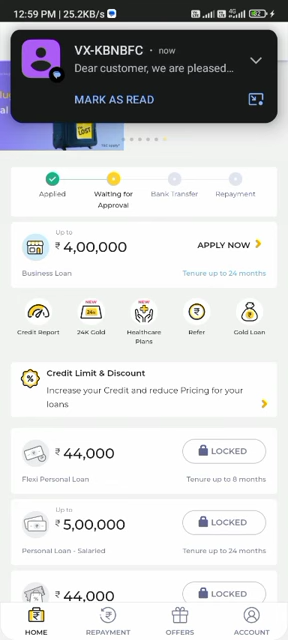 12:59 PM | 25.2KB/s
4G
62
VX-KBNBFC • now
Dear customer, we are pleased…
MARK AS READ
LOST
Applied
Waiting for Approval
Bank Transfer
Repayment
Up to
₹ 4,00,000
APPLY NOW
Business Loan
Tenure up to 24 months
NEW
24K
NEW
Credit Report
24K Gold
Healthcare Plans
Refer
Gold Loan
Credit Limit & Discount
Increase your Credit and reduce Pricing for your
loans
₹ 44,000
LOCKED
Flexi Personal Loan
Tenure up to 8 months
Up to
₹ 5,00,000
LOCKED
Personal Loan - Salaried
Tenure up to 24 months
₹ 44,000
LOCKED
HOME
REPAYMENT
OFFERS
ACCOUNT